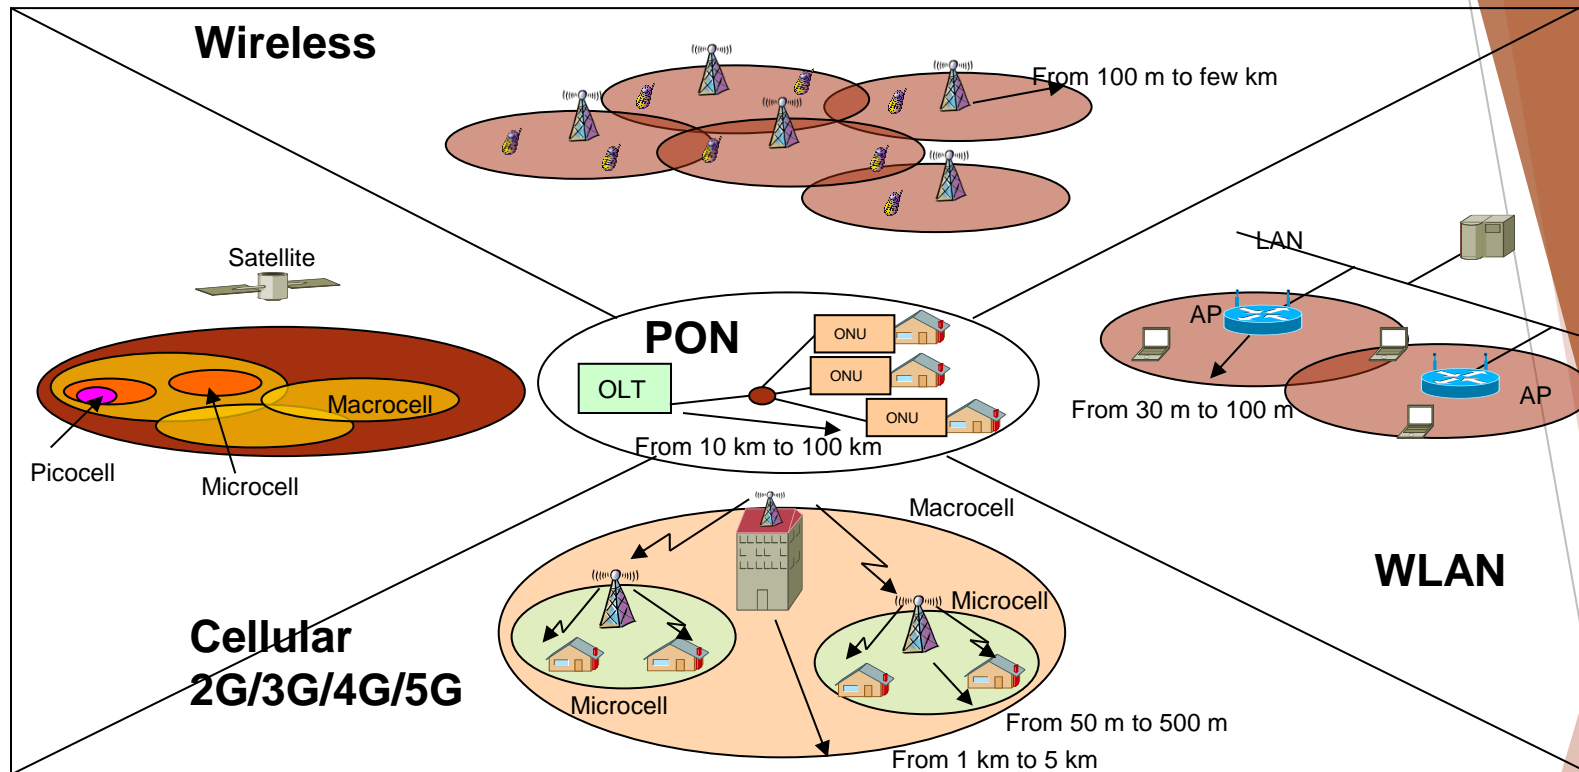 Wireless
From 100 m to few km
LAN
Satellite
AP
PON
ONU
ONU
OLT
ONU
Macrocell
AP
From 30 m to 100 m
From 10 km to 100 km
Picocell
Microcell
Macrocell
WLAN
Microcell
Cellular
2G/3G/4G/5G
Microcell
From 50 m to 500 m
From 1 km to 5 km